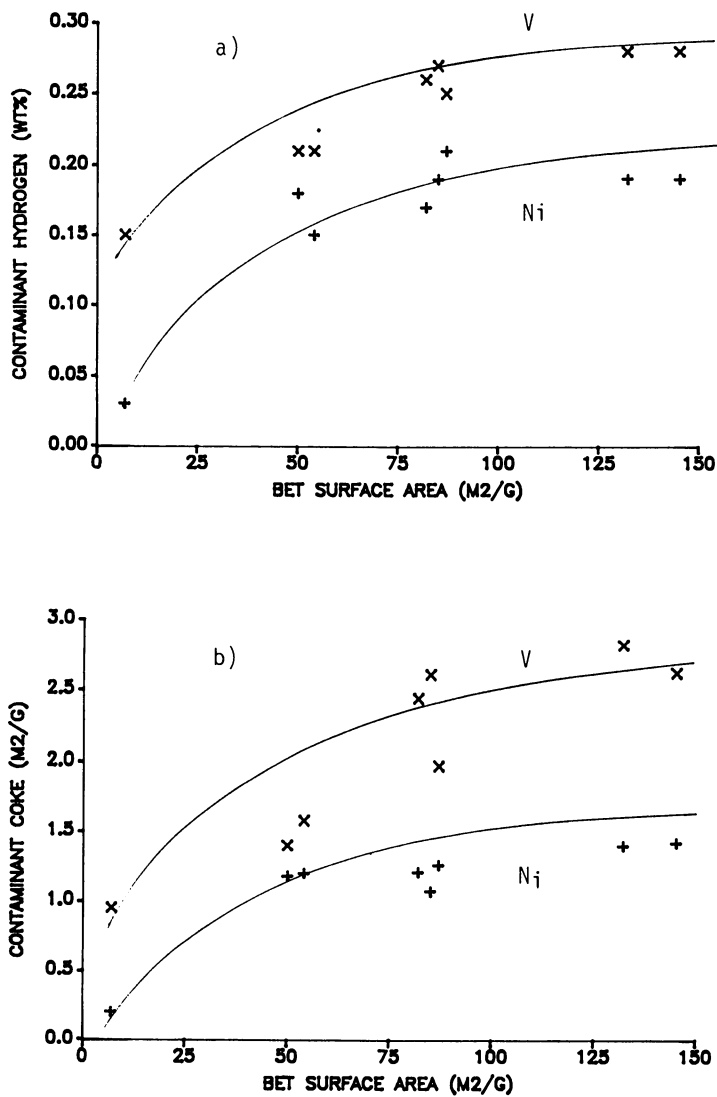 V
a)
0.30
0.25
0.20
0.15
0.10
0.05
0.00
CONTAMINANT HYDROGEN (WT%)
Ni
0 25 50 75 100 125 150
BET SURFACE AREA (M2/G)
b)
V
3.0
2.5
2.0
1.5
1.0
0.5
0.0
CONTAMINANT COKE (M2/G)
Ni
0 25 50 75 100 125 150
BET SURFACE AREA (M2/G)